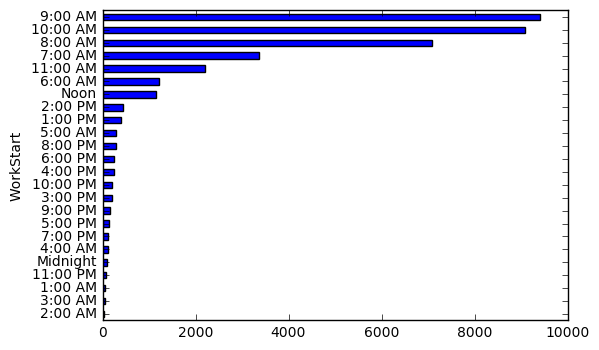 WorkStart
9:00 AM
10:00 AM
8:00 AM
7:00 AM
11:00 AM
6:00 AM
Noon
2:00 PM
1:00 PM
5:00 AM
8:00 PM
6:00 PM
4:00 PM
10:00 PM
3:00 PM
9:00 PM
5:00 PM
7:00 PM
4:00 AM
Midnight
11:00 PM
1:00 AM
3:00 AM
2:00 AM
0 2000 4000 6000 8000 10000